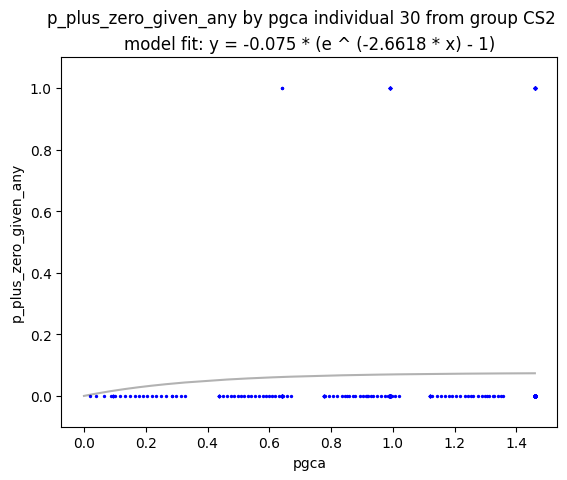 p_plus_zero_given_any by pgca individual 30 from group CS2
model fit: y = -0.075 * (e ^ (-2.6618 * x) - 1)
1.0
0.8
0.6
0.4
0.2
0.0
p_plus_zero_given_any
0.0 0.2 0.4 0.6 0.8 1.0 1.2 1.4
pgca